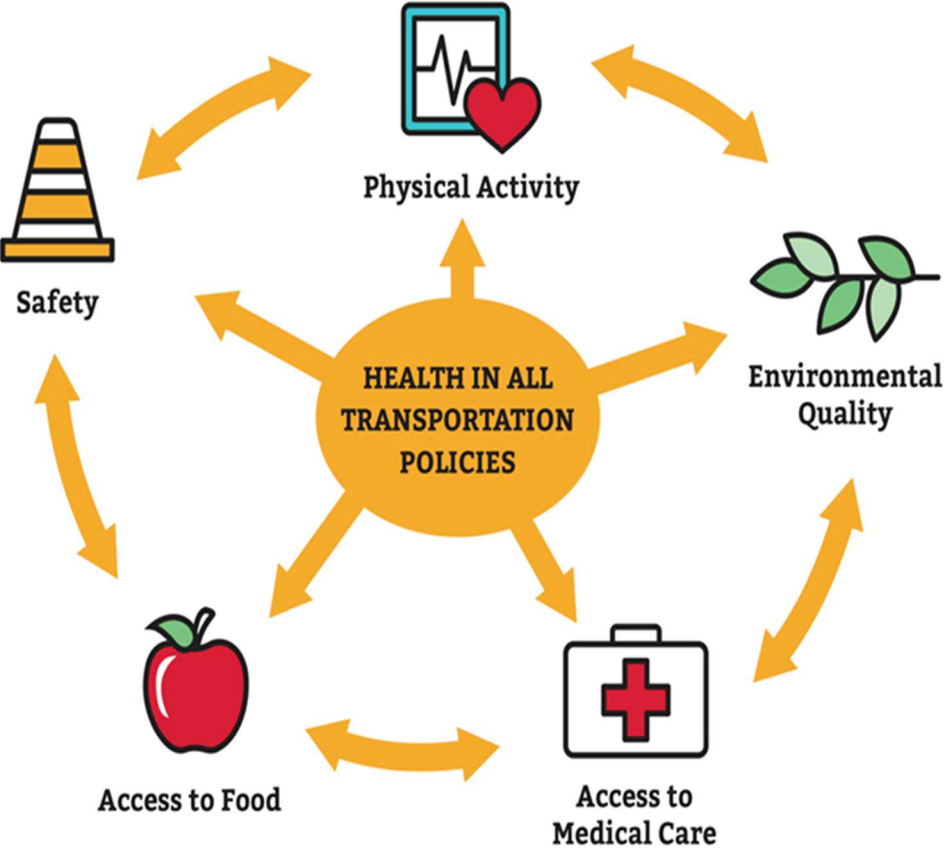 Physical Activity
Safety
Environmental
Quality
HEALTH IN ALL
TRANSPORTATION
POLICIES
Access to Food
Access to
Medical Care